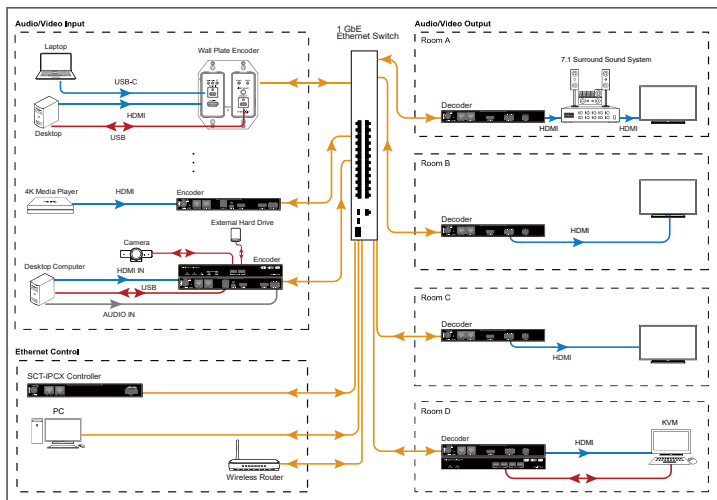 Audio/Video Input
Laptop
Wall Plate Encoder
USB-C
HDMI
Desktop
USB
4K Media Player
HDMI
Encoder
External Hard Drive
Camera
Encoder
Desktop Computer
HDMI IN
USB
AUDIO IN
Ethernet Control
SCT-IPCX Controller
PC
Wireless Router
1 GbE
Ethernet Switch
Audio/Video Output
Room A
7.1 Surround Sound System
Decoder
HDMI
HDMI
Room B
Decoder
HDMI
Room C
Decoder
HDMI
Room D
Decoder
HDMI
KVM